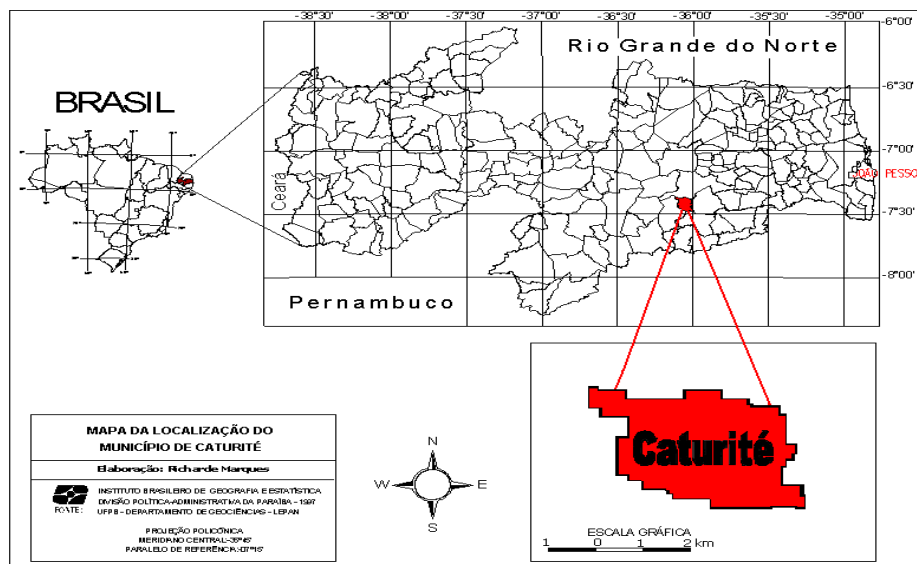 -38°30' -38°00' -37°30' -37°00' -36°30' -36°00' -35°30' -35°00'
-6°00'
Rio Grande do Norte
BRASIL
-6°30'
-7°00'
JOÃO PESSO
Ceará
-7°30'
-8°00'
Pernambuco
MAPA DA LOCALIZAÇÃO DO
MUNICÍPIO DE CATURITÉ
Elaboração: Richarde Marques
INSTITUTO BRASILEIRO DE GEOGRAFIA E ESTATÍSTICA
DIVISÃO POLÍTICA-ADMINISTRATIVA DA PARAÍBA - 1997
UFPB - DEPARTAMENTO DE GEOCIÊNCIAS - LEPAN
FONTE:
PROJEÇÃO POLICÔNICA
MERIDIANO CENTRAL:-36°45'
PARALELO DE REFERÊNCIA:-07°15'
N
W E
S
Caturité
ESCALA GRÁFICA
1 0 1 2 km